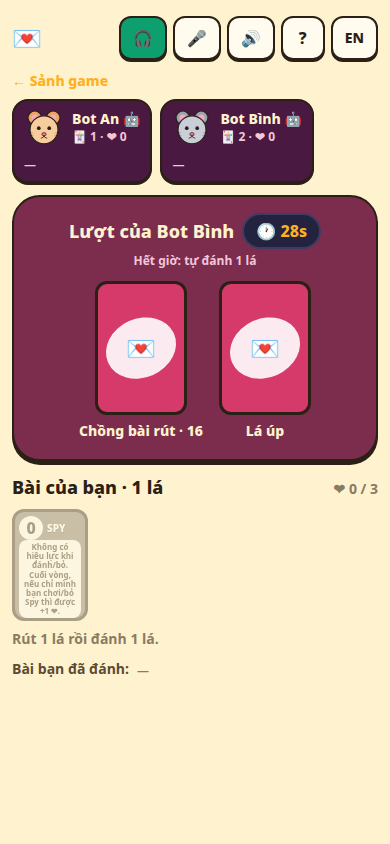 EN
?
← Sảnh game
Bot An 🤖
🃏 1 · ❤ 0
—
Bot Bình 🤖
🃏 2 · ❤ 0
—
Lượt của Bot Bình
🕐 28s
Hết giờ: tự đánh 1 lá
Chồng bài rút · 16
Lá úp
Bài của bạn · 1 lá
❤ 0 / 3
0 SPY
Không có
hiệu lực khi
đánh/bỏ.
Cuối vòng,
nếu chỉ mình
bạn chơi/bỏ
Spy thì được
+1 ❤.
Rút 1 lá rồi đánh 1 lá.
Bài bạn đã đánh: —